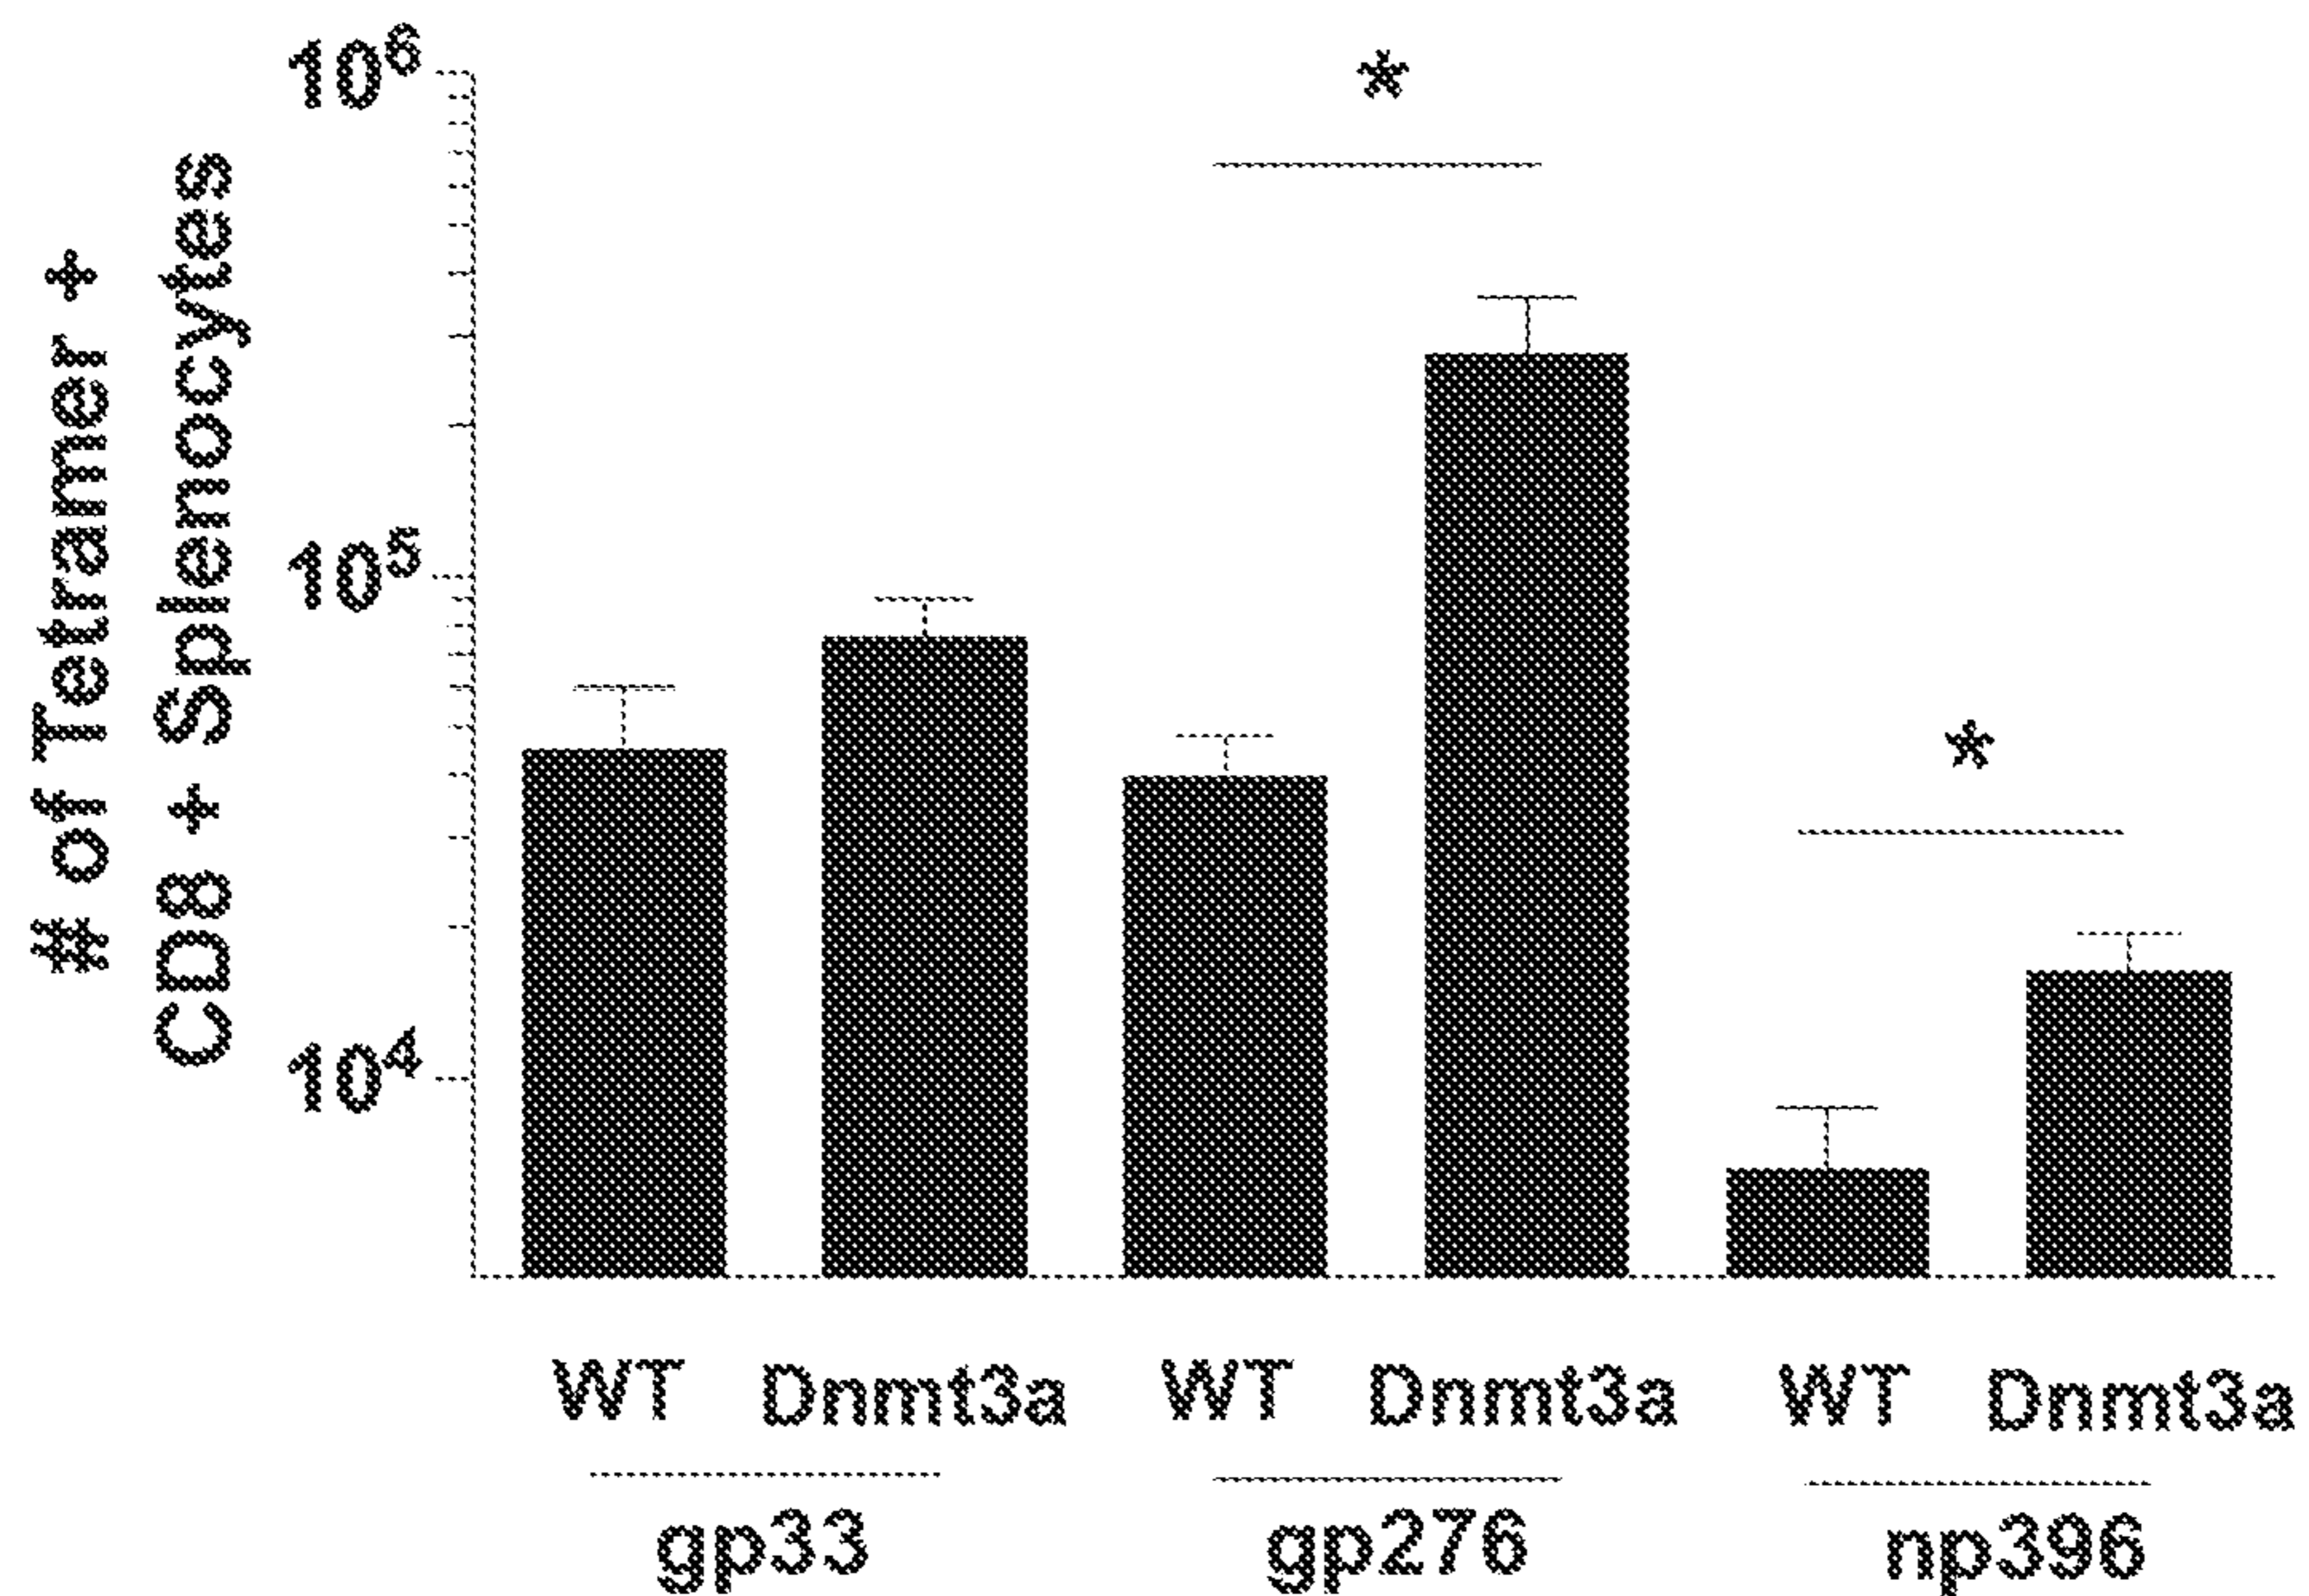 # of Tetramer +
CD8 + Splenocytes
10⁶
10⁵
10⁴
*
*
WT Dnmt3a WT Dnmt3a WT Dnmt3a
gp33 gp276 np396